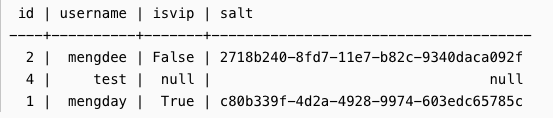 id | username | isvip | salt
----+----------+-------+--------------------------------------
2 | mengdee | False | 2718b240-8fd7-11e7-b82c-9340daca092f
4 | test | null | null
1 | mengday | True | c80b339f-4d2a-4928-9974-603edc65785c